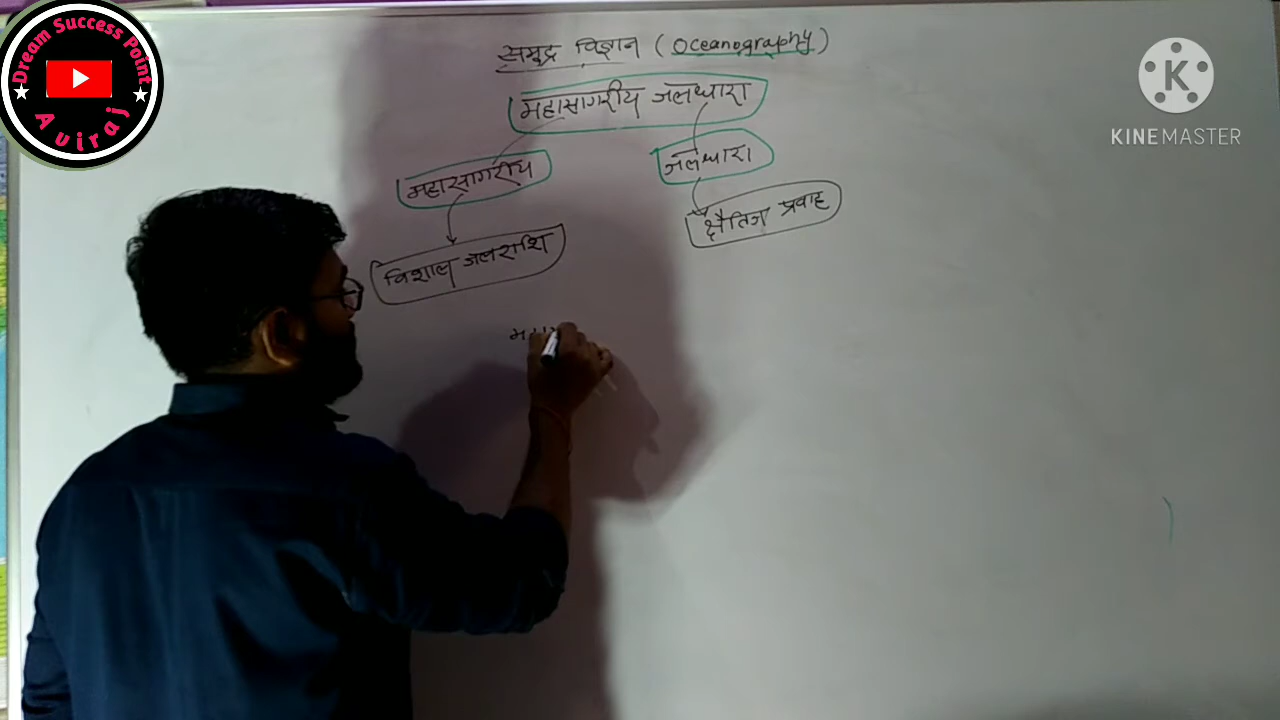 Dream Success Point
Aviraj
KINEMASTER
समुद्र विज्ञान (Oceanography)
महासागरीय जलधारा
महासागरीय जलधारा
विशाल जलराशि क्षैतिज प्रवाह